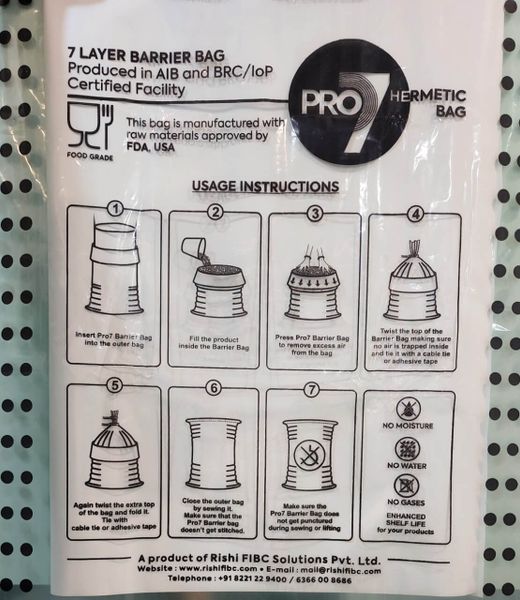 7 LAYER BARRIER BAG
Produced in AIB and BRC/IoP
Certified Facility
PRO 7
HERMETIC
BAG
This bag is manufactured with
raw materials approved by
FDA, USA
FOOD GRADE
USAGE INSTRUCTIONS
1
Insert Pro7 Barrier Bag
into the outer bag
2
Fill the product
inside the Barrier Bag
3
Press Pro7 Barrier Bag
to remove excess air
from the bag
4
Twist the top of the
Barrier Bag making sure
no air is trapped inside
and tie it with a cable tie
or adhesive tape
5
Again twist the extra top
of the bag and fold it.
Tie with
cable tie or adhesive tape
6
Close the outer bag
by sewing it.
Make sure that the
Pro7 Barrier bag
doesn't get stitched.
7
Make sure the
Pro7 Barrier Bag does
not get punctured
during sewing or lifting
NO MOISTURE
NO WATER
NO GASES
ENHANCED
SHELF LIFE
for your products
A product of Rishi FIBC Solutions Pvt. Ltd.
Website : www.rishifibc.com • E-mail : mail@rishifibc.com
Telephone : +91 8221 22 9400 / 6366 00 8686